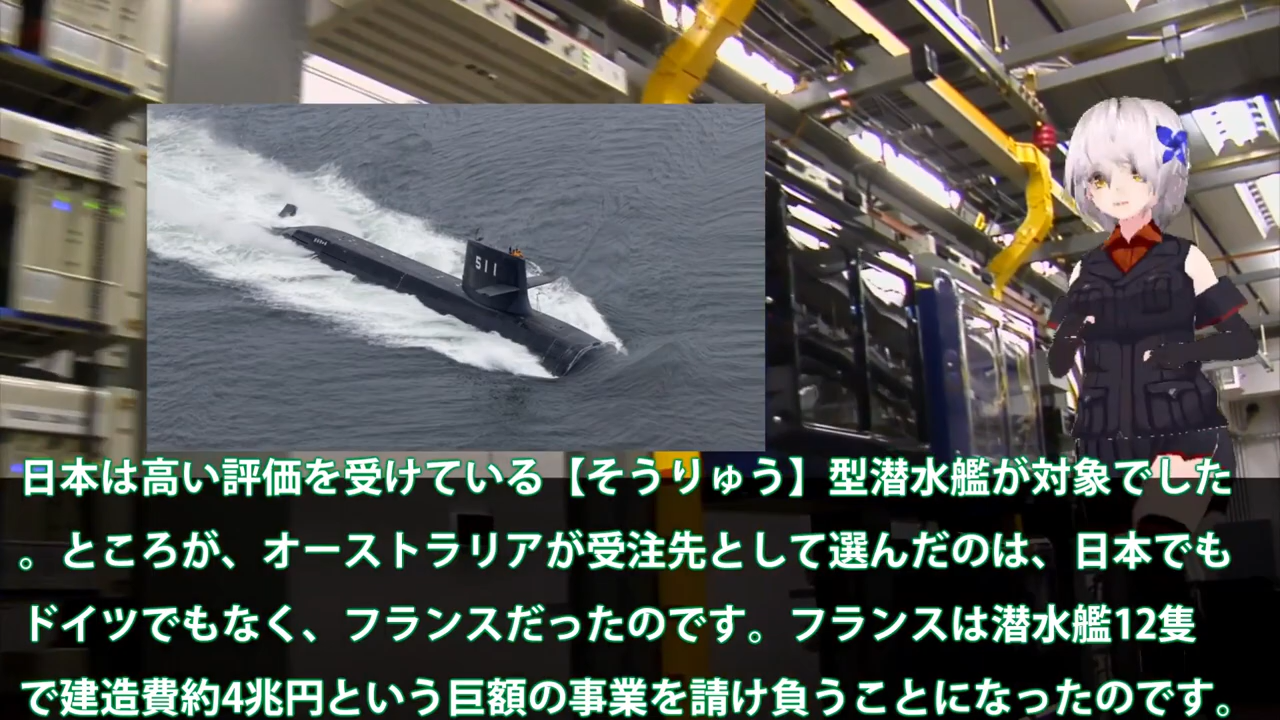 511
日本は高い評価を受けている【そうりゅう】型潜水艦が対象でした
。ところが、オーストラリアが受注先として選んだのは、日本でも
ドイツでもなく、フランスだったのです。フランスは潜水艦12隻
で建造費約4兆円という巨額の事業を請け負うことになったのです。